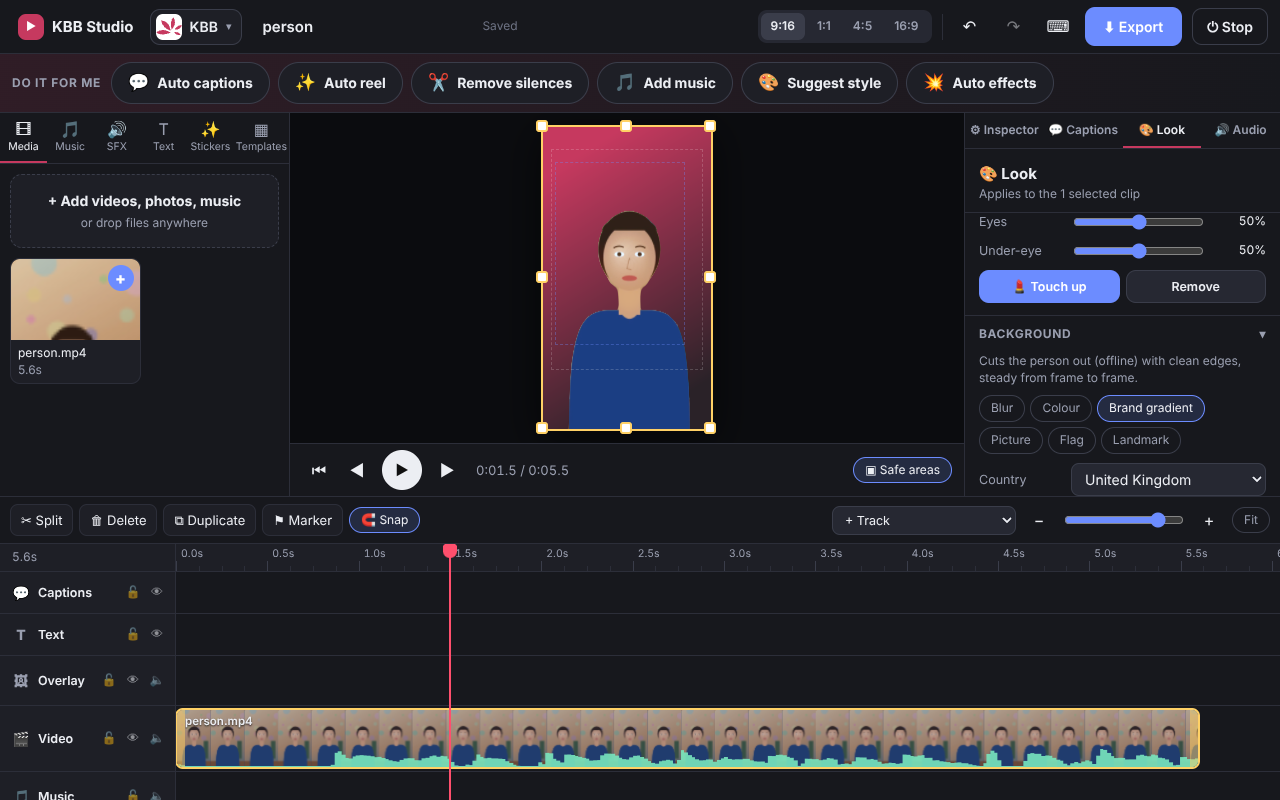 KBB Studio
KBB
person
Saved
9:16 1:1 4:5 16:9
Export
Stop
DO IT FOR ME
Auto captions
Auto reel
Remove silences
Add music
Suggest style
Auto effects
Media
Music
SFX
Text
Stickers
Templates
+ Add videos, photos, music
or drop files anywhere
person.mp4
5.6s
0:01.5 / 0:05.5
Safe areas
Inspector
Captions
Look
Audio
Look
Applies to the 1 selected clip
Eyes 50%
Under-eye 50%
Touch up
Remove
BACKGROUND
Cuts the person out (offline) with clean edges,
steady from frame to frame.
Blur
Colour
Brand gradient
Picture
Flag
Landmark
Country United Kingdom
Split
Delete
Duplicate
Marker
Snap
+ Track
Fit
5.6s
0.0s 0.5s 1.0s 1.5s 2.0s 2.5s 3.0s 3.5s 4.0s 4.5s 5.0s 5.5s
Captions
T Text
Overlay
Video
person.mp4
Music